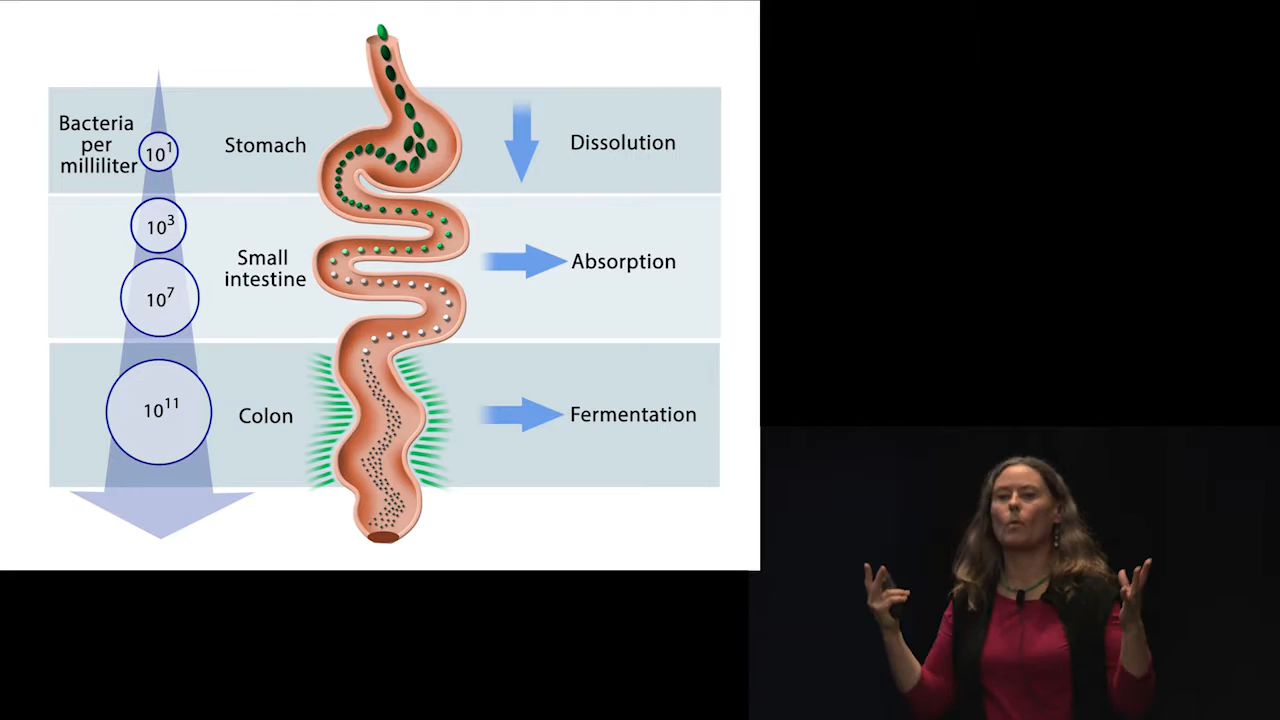 Bacteria
per
milliliter
10¹
Stomach
Dissolution
10³
10⁷
Small
intestine
Absorption
10¹¹
Colon
Fermentation